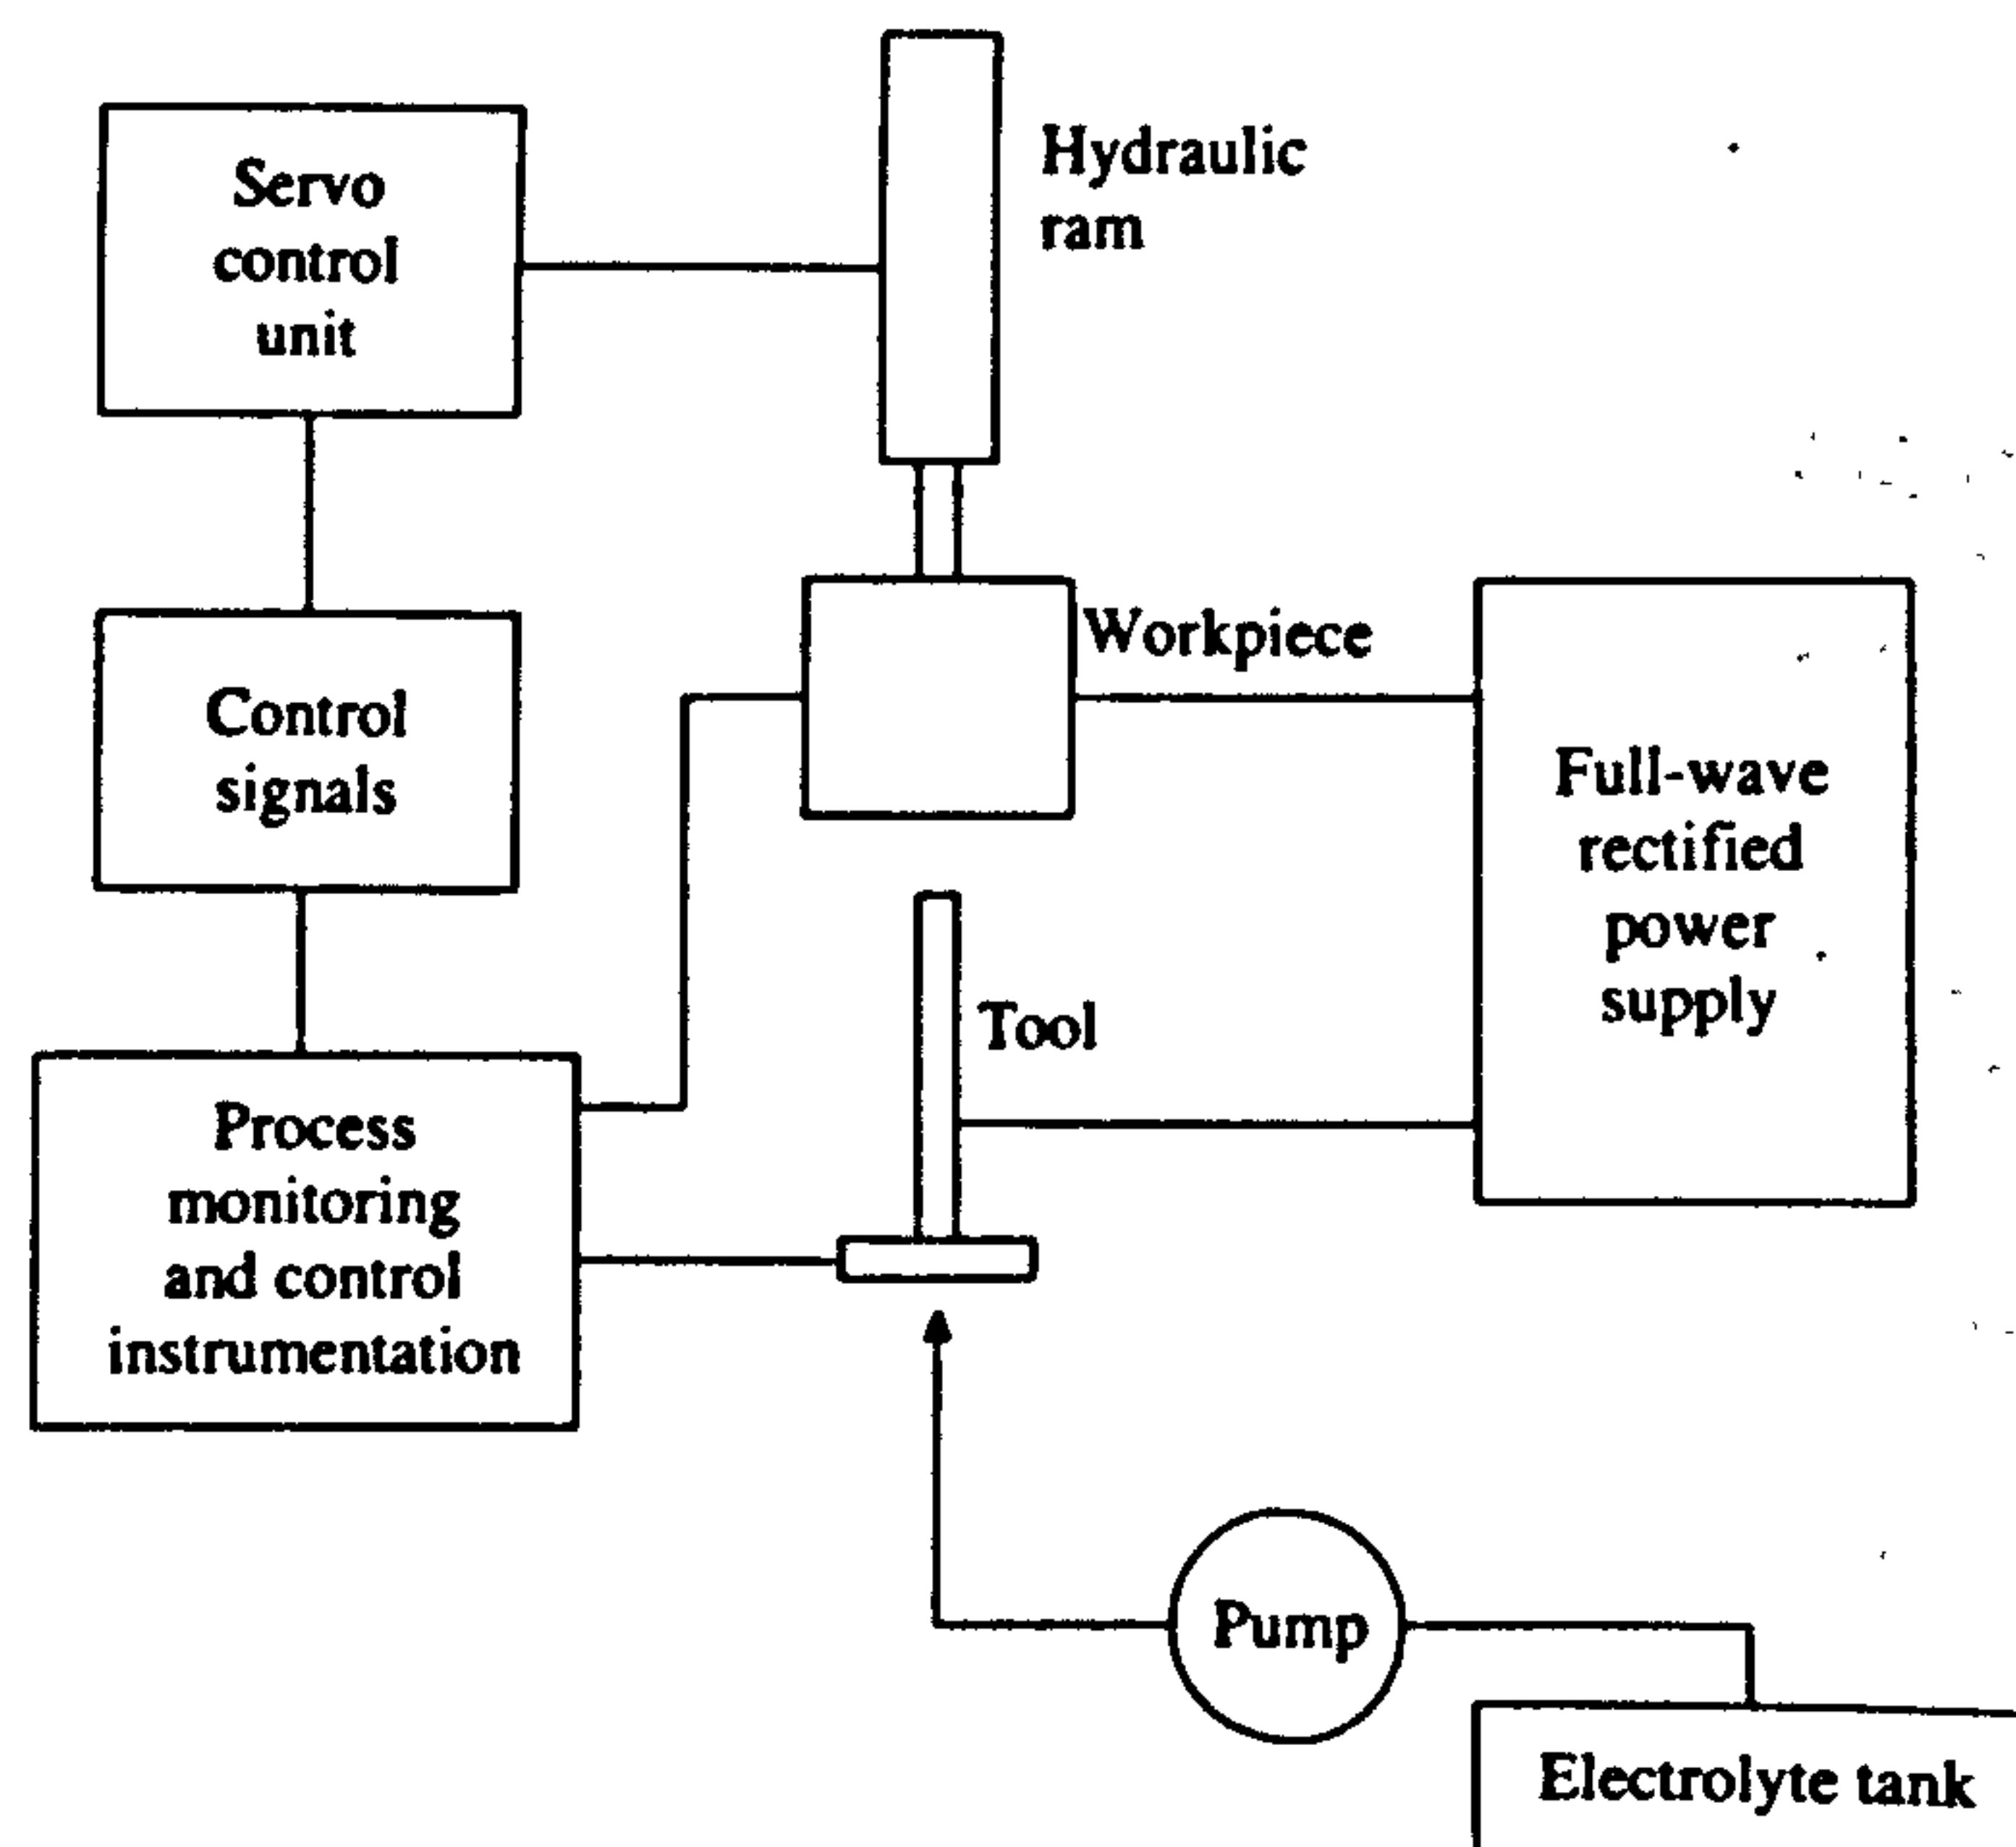 Servo
control
unit
Hydraulic
ram
Workpiece
Control
signals
Full-wave
rectified
power
supply
Tool
Process
monitoring
and control
instrumentation
Pump
Electrolyte tank